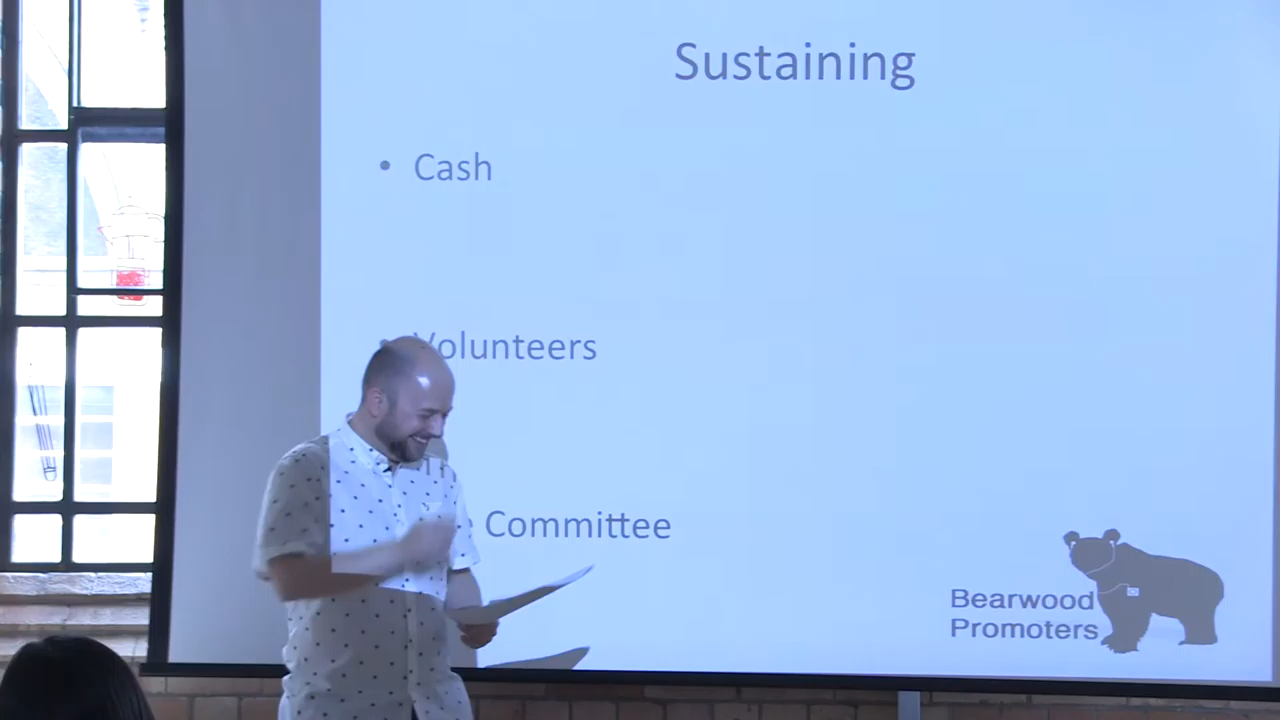 Sustaining
• Cash
• Volunteers
Committee
Bearwood
Promoters